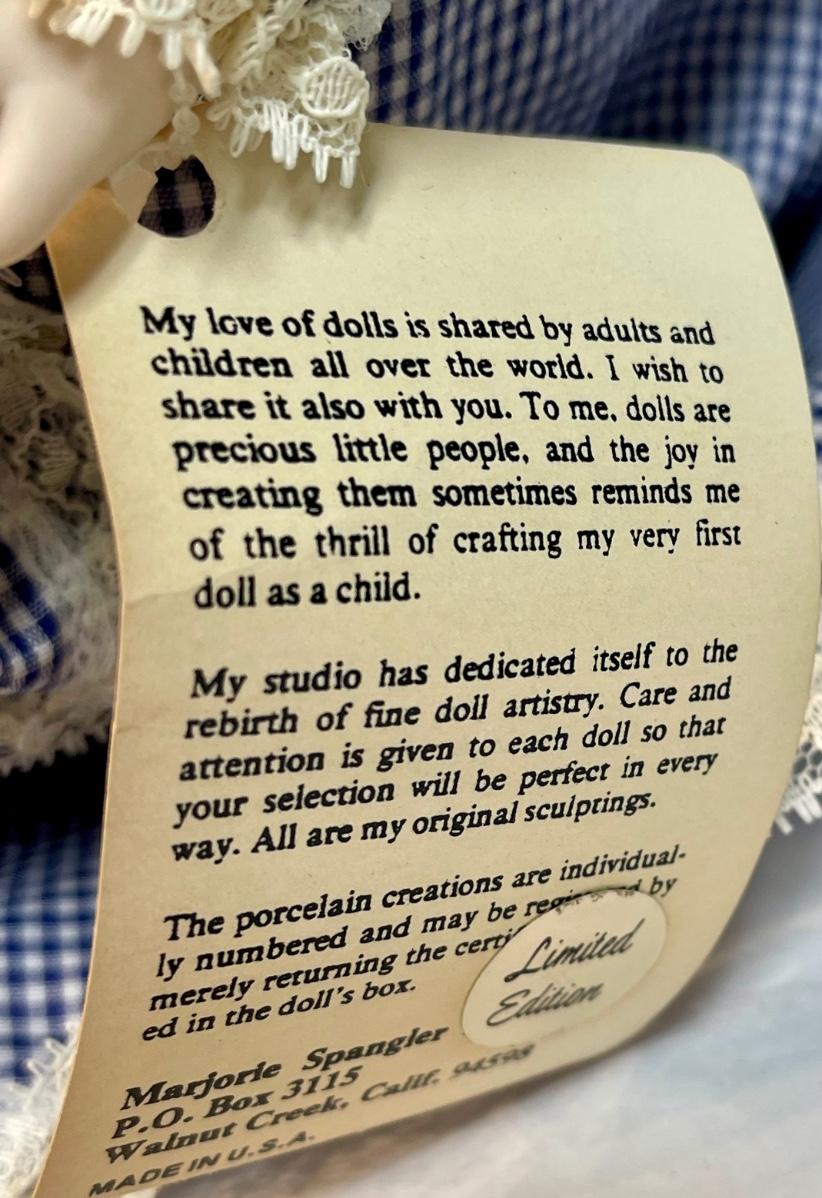 My love of dolls is shared by adults and
children all over the world. I wish to
share it also with you. To me, dolls are
precious little people, and the joy in
creating them sometimes reminds me
of the thrill of crafting my very first
doll as a child.
My studio has dedicated itself to the
rebirth of fine doll artistry. Care and
attention is given to each doll so that
your selection will be perfect in every
way. All are my original sculptings.
The porcelain creations are individual-
ly numbered and may be by
merely returning the
ed in the doll's box.
Limited
Edition
Marjorie Spangler
P.O. Box 3115
Walnut Creek, Calif. 94598
MADE IN U.S.A.